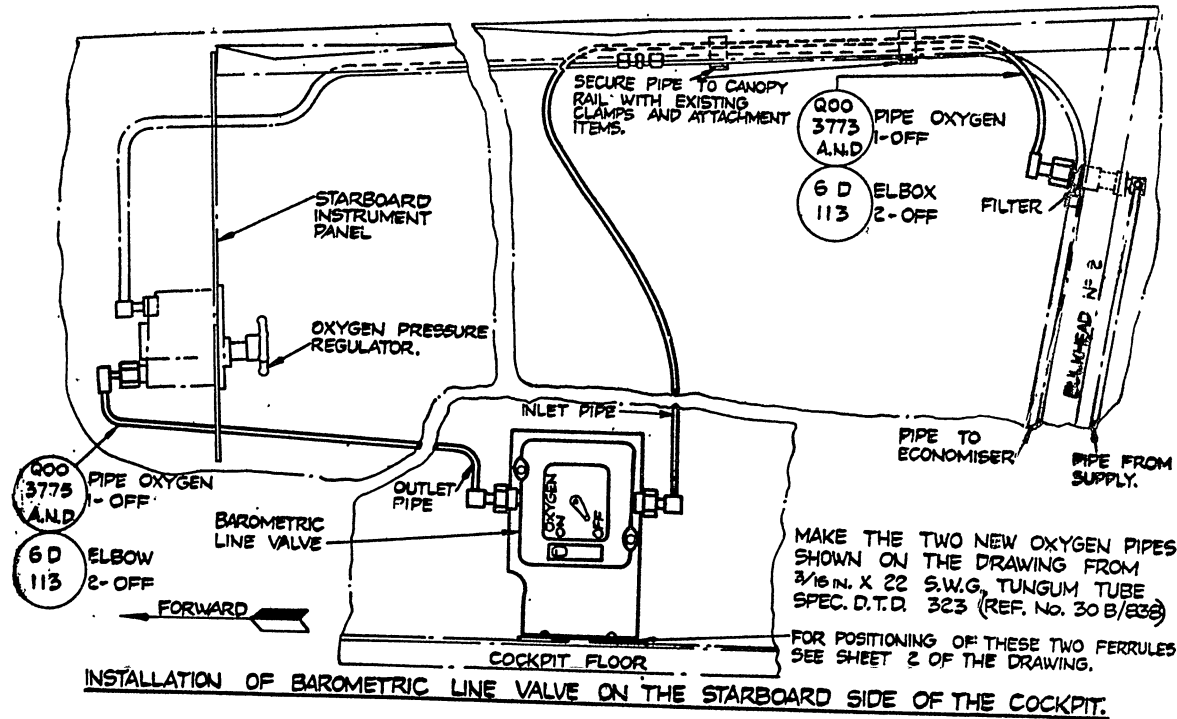 SECURE PIPE TO CANOPY
RAIL WITH EXISTING
CLAMPS AND ATTACHMENT
ITEMS.
Q00
3773
A.N.D
PIPE OXYGEN
1-OFF
6 D
113
ELBOX
2-OFF
FILTER
STARBOARD
INSTRUMENT
PANEL
BULKHEAD Nº 2
OXYGEN PRESSURE
REGULATOR.
INLET PIPE
PIPE TO
ECONOMISER
PIPE FROM
SUPPLY.
Q00
3775
A.N.D
PIPE OXYGEN
1-OFF
OUTLET
PIPE
OXYGEN
ON
OFF
BAROMETRIC
LINE VALVE
6 D
113
ELBOW
2-OFF
MAKE THE TWO NEW OXYGEN PIPES
SHOWN ON THE DRAWING FROM
3/16 IN. X 22 S.W.G., TUNGUM TUBE
SPEC. D.T.D. 323 (REF. No. 30 B/838)
FORWARD
FOR POSITIONING OF THESE TWO FERRULES
SEE SHEET 2 OF THE DRAWING.
COCKPIT FLOOR
INSTALLATION OF BAROMETRIC LINE VALVE ON THE STARBOARD SIDE OF THE COCKPIT.